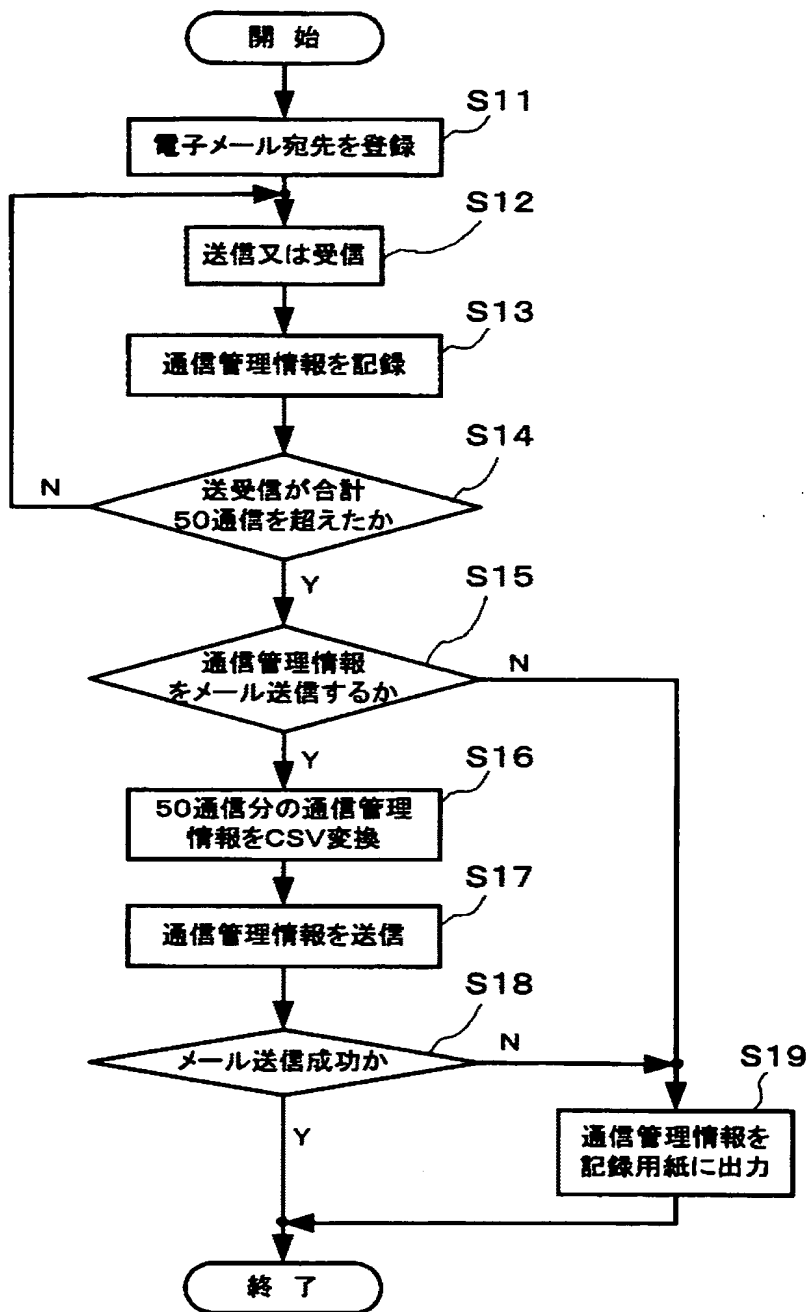 開 始
S11
電子メール宛先を登録
S12
送信又は受信
S13
通信管理情報を記録
S14
送受信が合計
50通信を超えたか
N
Y
S15
通信管理情報
をメール送信するか
N
Y
S16
50通信分の通信管理
情報をCSV変換
S17
通信管理情報を送信
S18
メール送信成功か
N
Y
S19
通信管理情報を
記録用紙に出力
終 了